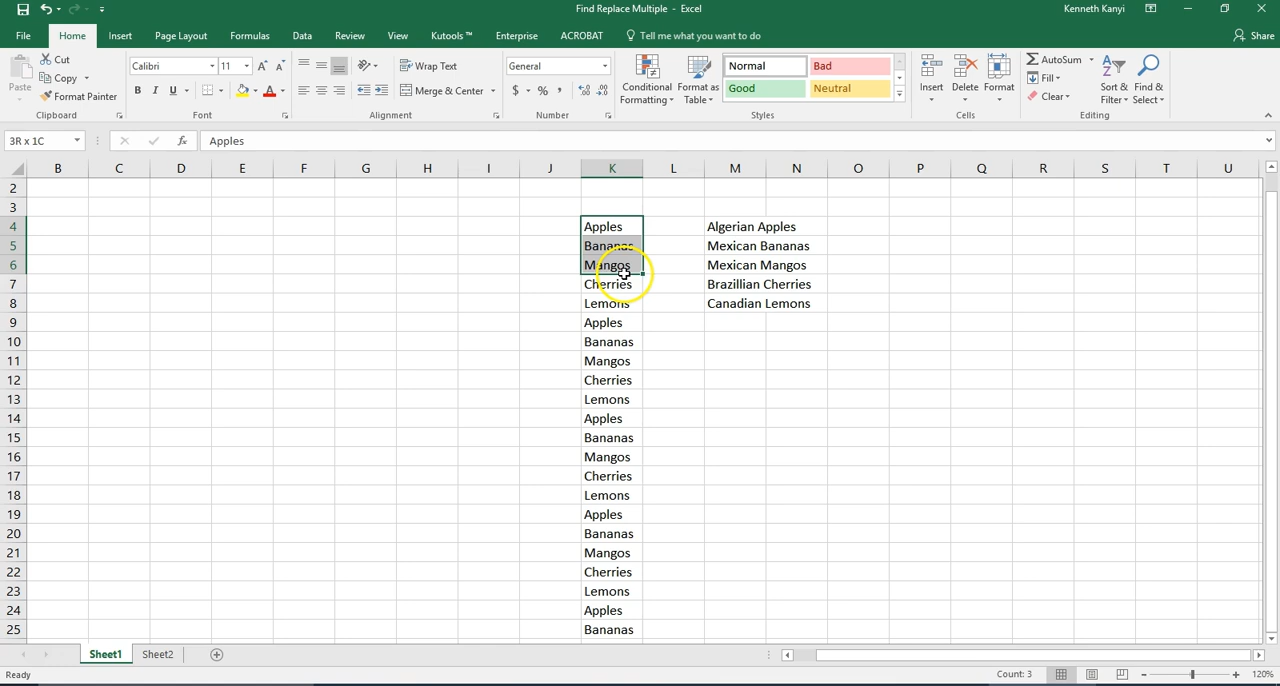 Find Replace Multiple - Excel
Kenneth Kanyi
File Home Insert Page Layout Formulas Data Review View Kutools™ Enterprise ACROBAT Tell me what you want to do Share
Paste
Cut
Copy
Format Painter
Clipboard
Calibri 11
B I U
Font
Wrap Text
Merge & Center
Alignment
General
$ % ,
Number
Conditional Formatting
Format as Table
Normal Bad
Good Neutral
Styles
Insert Delete Format
Cells
AutoSum
Fill
Clear
Sort & Filter
Find & Select
Editing
3R x 1C fx Apples
B C D E F G H I J K L M N O P Q R S T U
2
3
4 Apples Algerian Apples
5 Bananas Mexican Bananas
6 Mangos Mexican Mangos
7 Cherries Brazillian Cherries
8 Lemons Canadian Lemons
9 Apples
10 Bananas
11 Mangos
12 Cherries
13 Lemons
14 Apples
15 Bananas
16 Mangos
17 Cherries
18 Lemons
19 Apples
20 Bananas
21 Mangos
22 Cherries
23 Lemons
24 Apples
25 Bananas
Sheet1 Sheet2
Ready Count: 3 120%